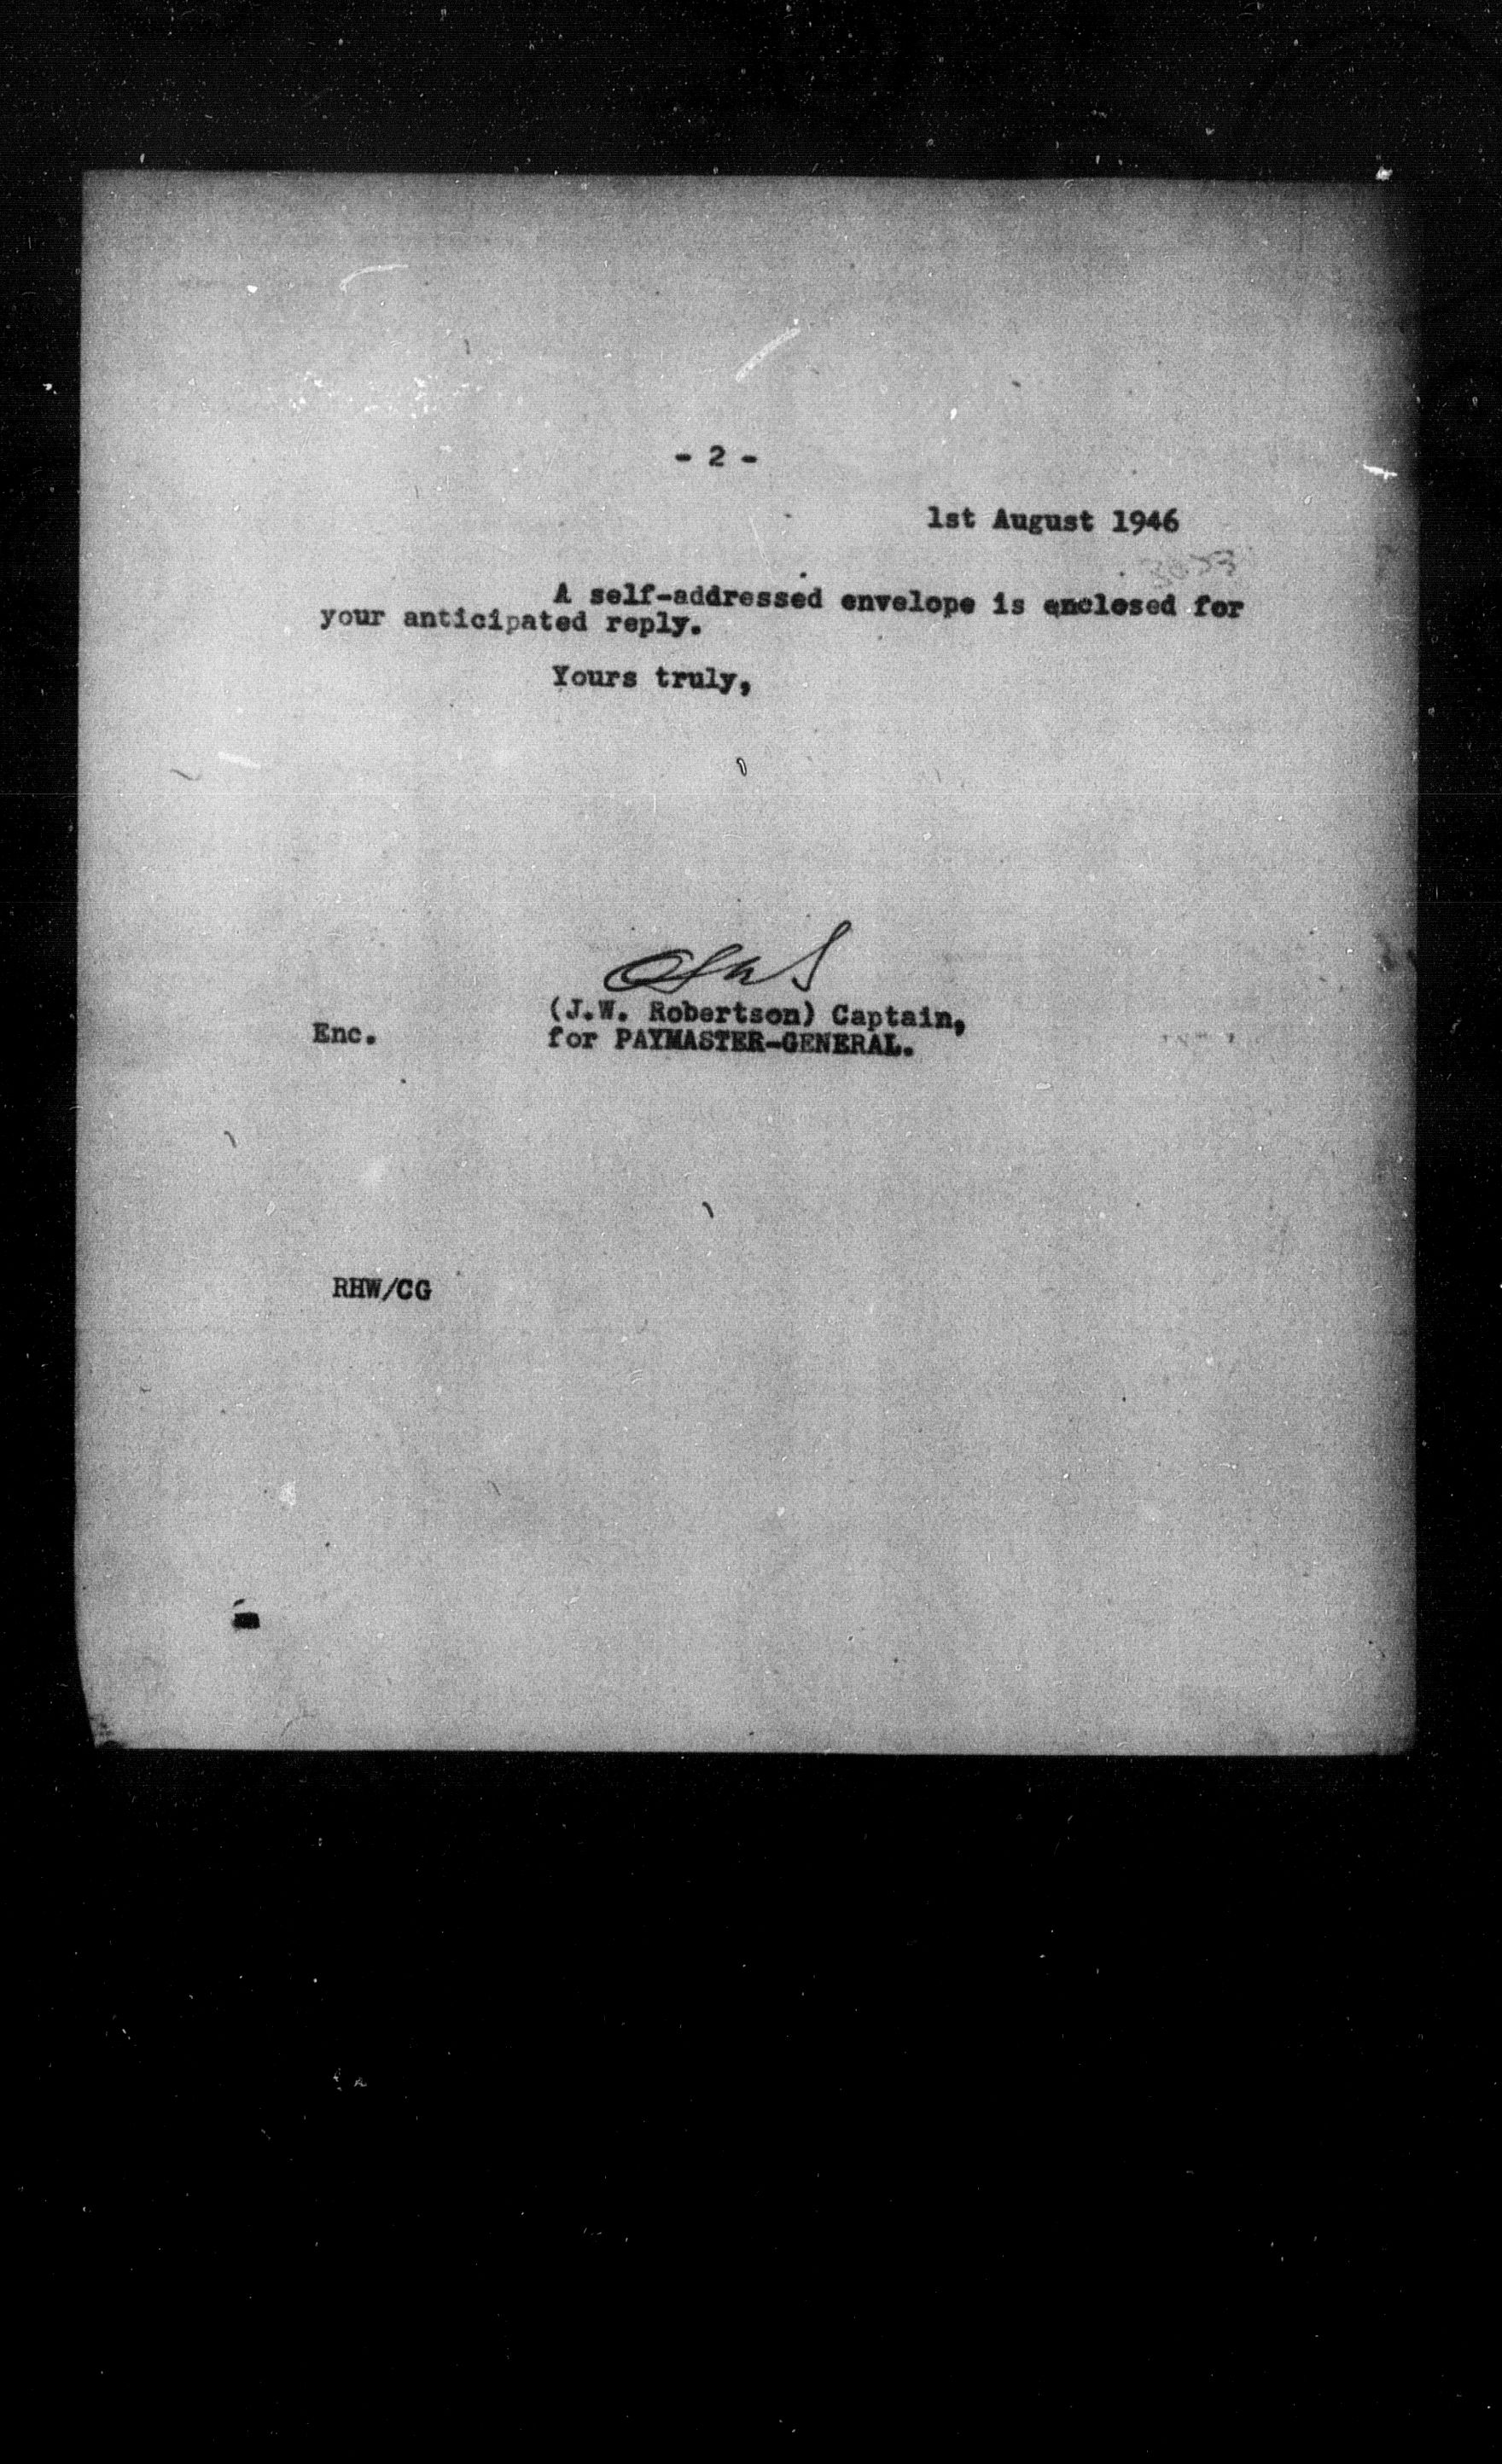 - 2 -
1st August 1946
A self-addressed envelope is enclosed for
your anticipated reply.
Yours truly,
(J.W. Robertson) Captain,
Enc. for PAYMASTER-GENERAL.
RHW/CG